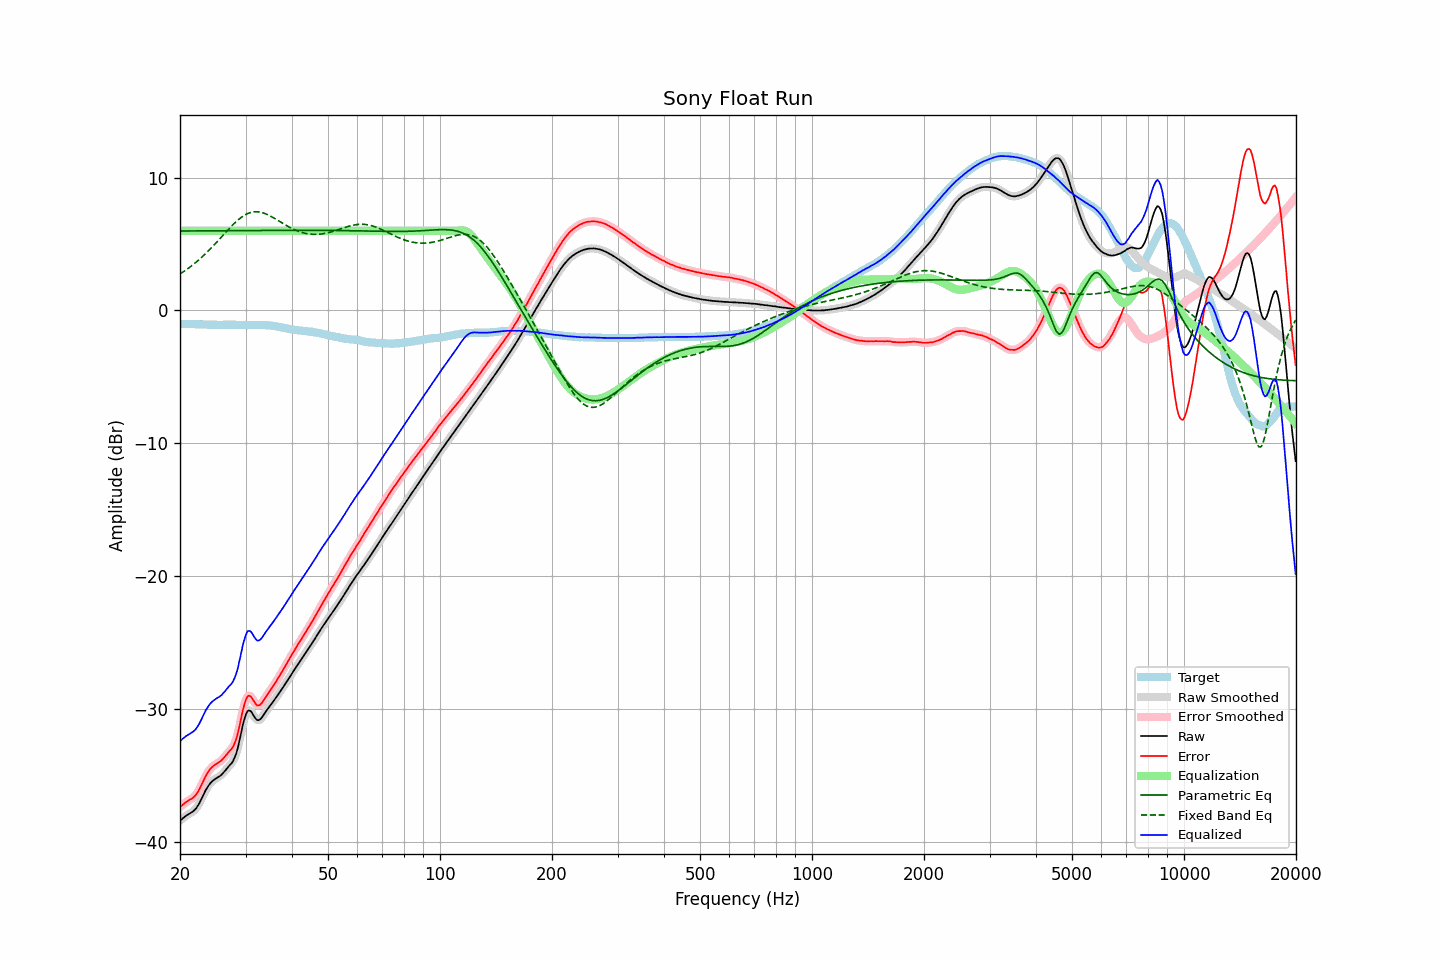 Sony Float Run
Amplitude (dBr)
10
0
−10
−20
−30
−40
20
50
100
200
500
1000
2000
5000
10000
20000
Frequency (Hz)
Target
Raw Smoothed
Error Smoothed
Raw
Error
Equalization
Parametric Eq
Fixed Band Eq
Equalized